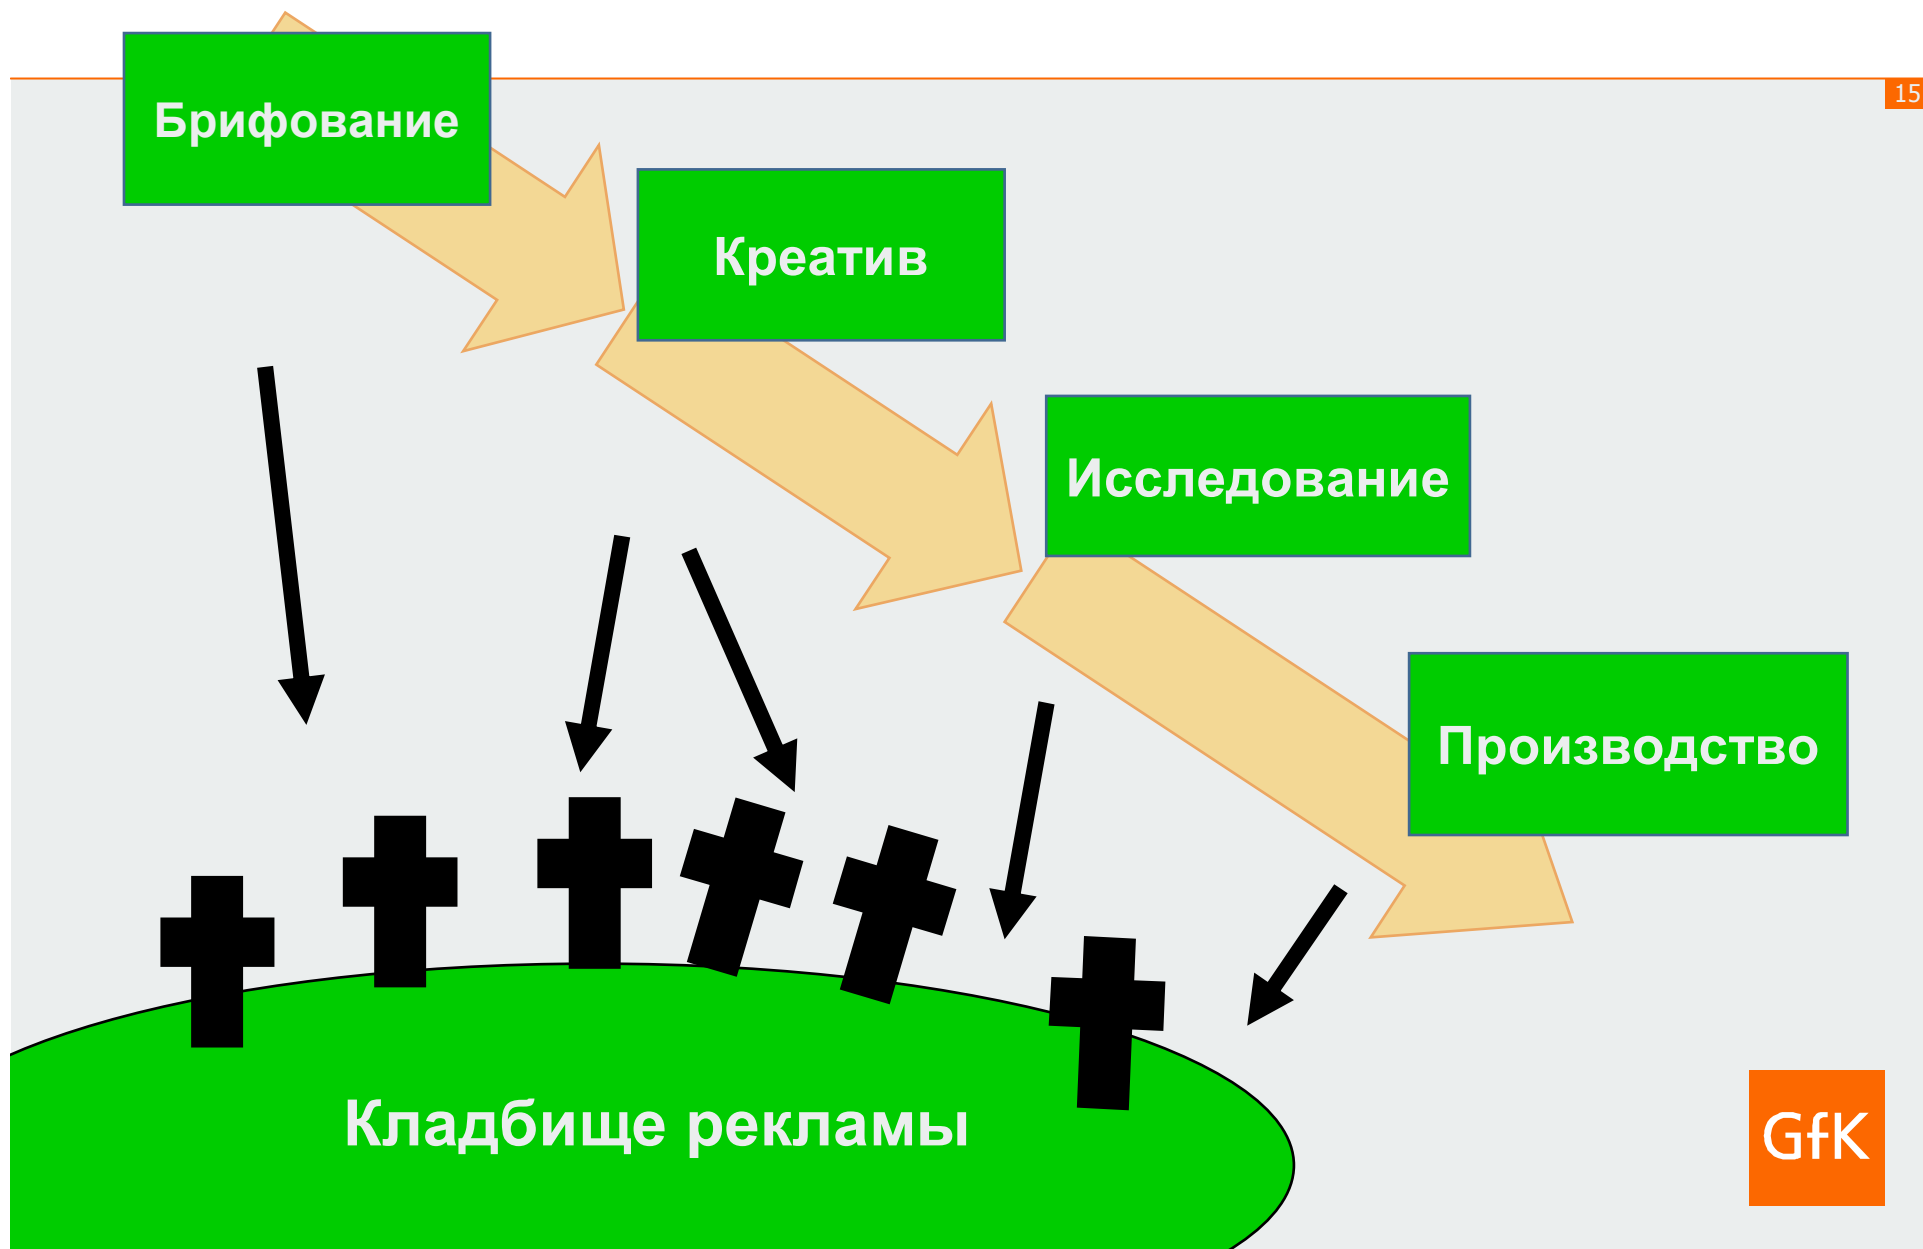 Брифование
15
Креатив
Исследование
Производство
Кладбище рекламы
GfK